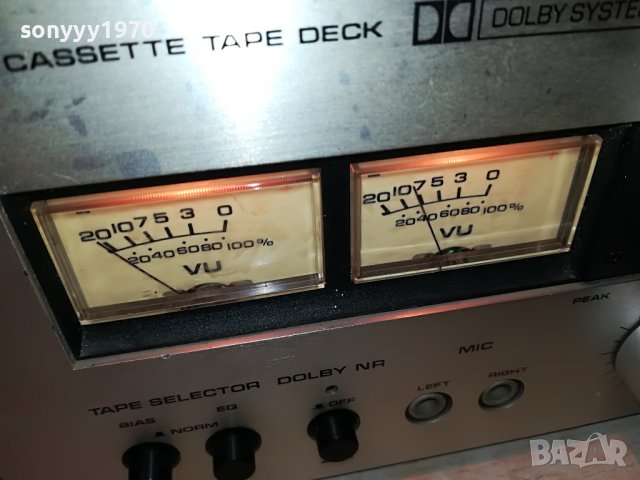 sonyyy1970
sonyyy1970
CASSETTE TAPE DECK
DOLBY SYSTEM
20 10 7 5 3 0
20 40 60 80 100%
VU
20 10 7 5 3 0
20 40 60 80 100%
VU
PEAK
MIC
LEFT RIGHT
TAPE SELECTOR DOLBY NR
BIAS EQ
NORM OFF
BAZAR